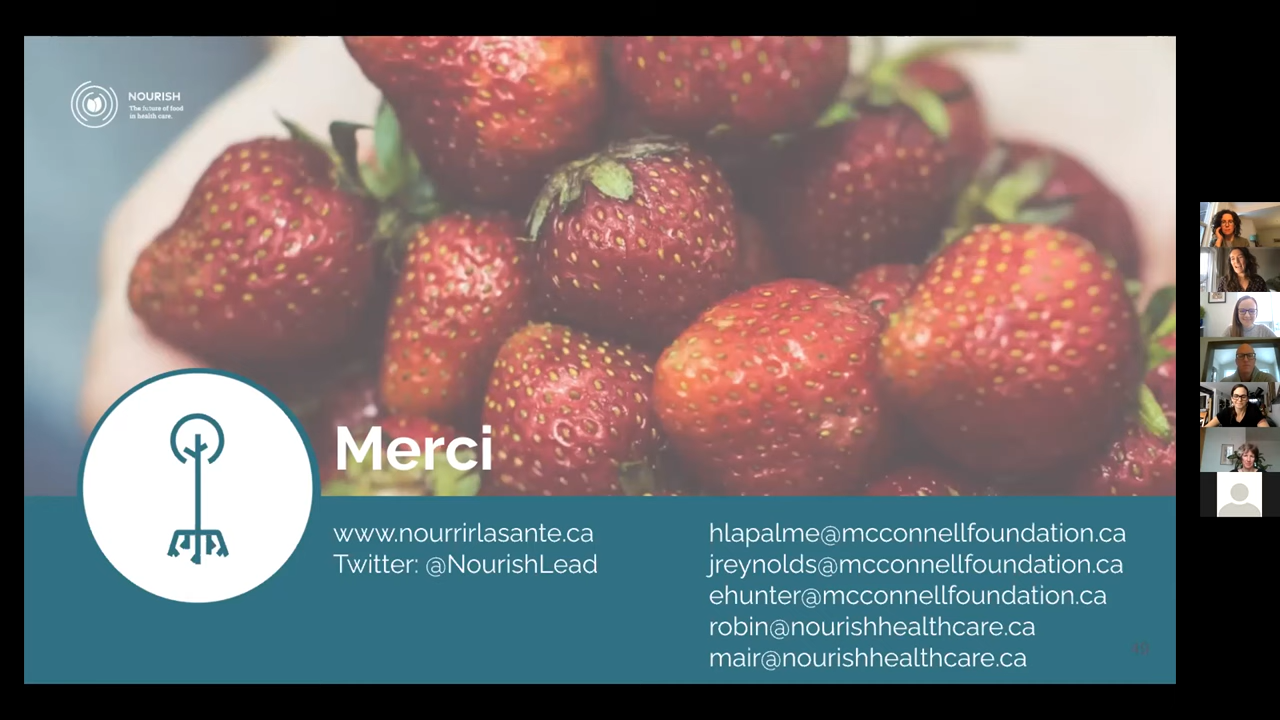 NOURISH
The future of food
in health care.
Merci
www.nourrirlasante.ca
Twitter: @NourishLead
hlapalme@mcconnellfoundation.ca
jreynolds@mcconnellfoundation.ca
ehunter@mcconnellfoundation.ca
robin@nourishhealthcare.ca
mair@nourishhealthcare.ca